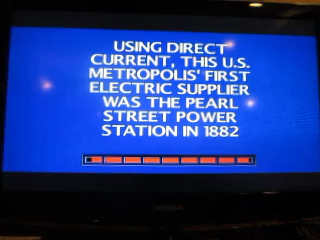 USING DIRECT
CURRENT, THIS U.S.
METROPOLIS' FIRST
ELECTRIC SUPPLIER
WAS THE PEARL
STREET POWER
STATION IN 1882